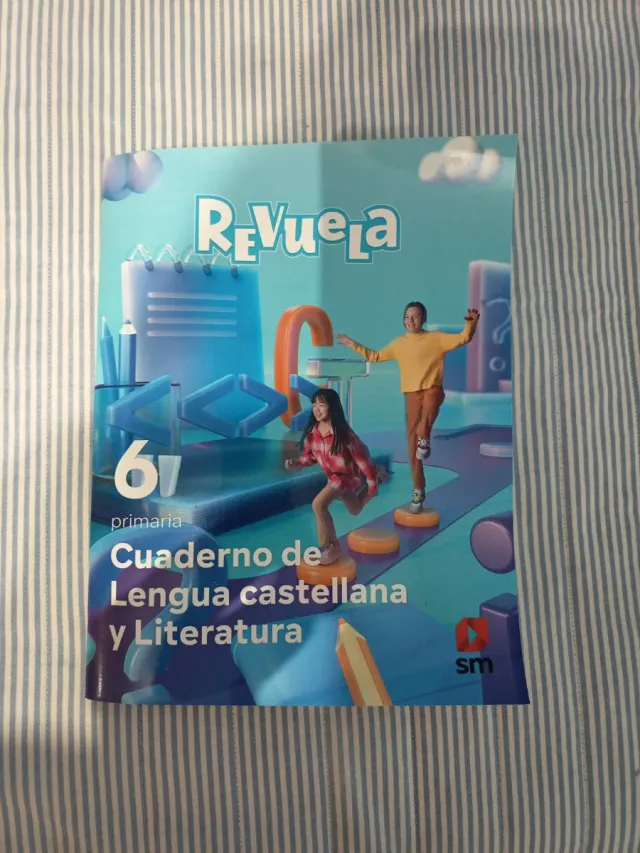 REVUELA
6
primaria
Cuaderno de
Lengua castellana
y Literatura
sm